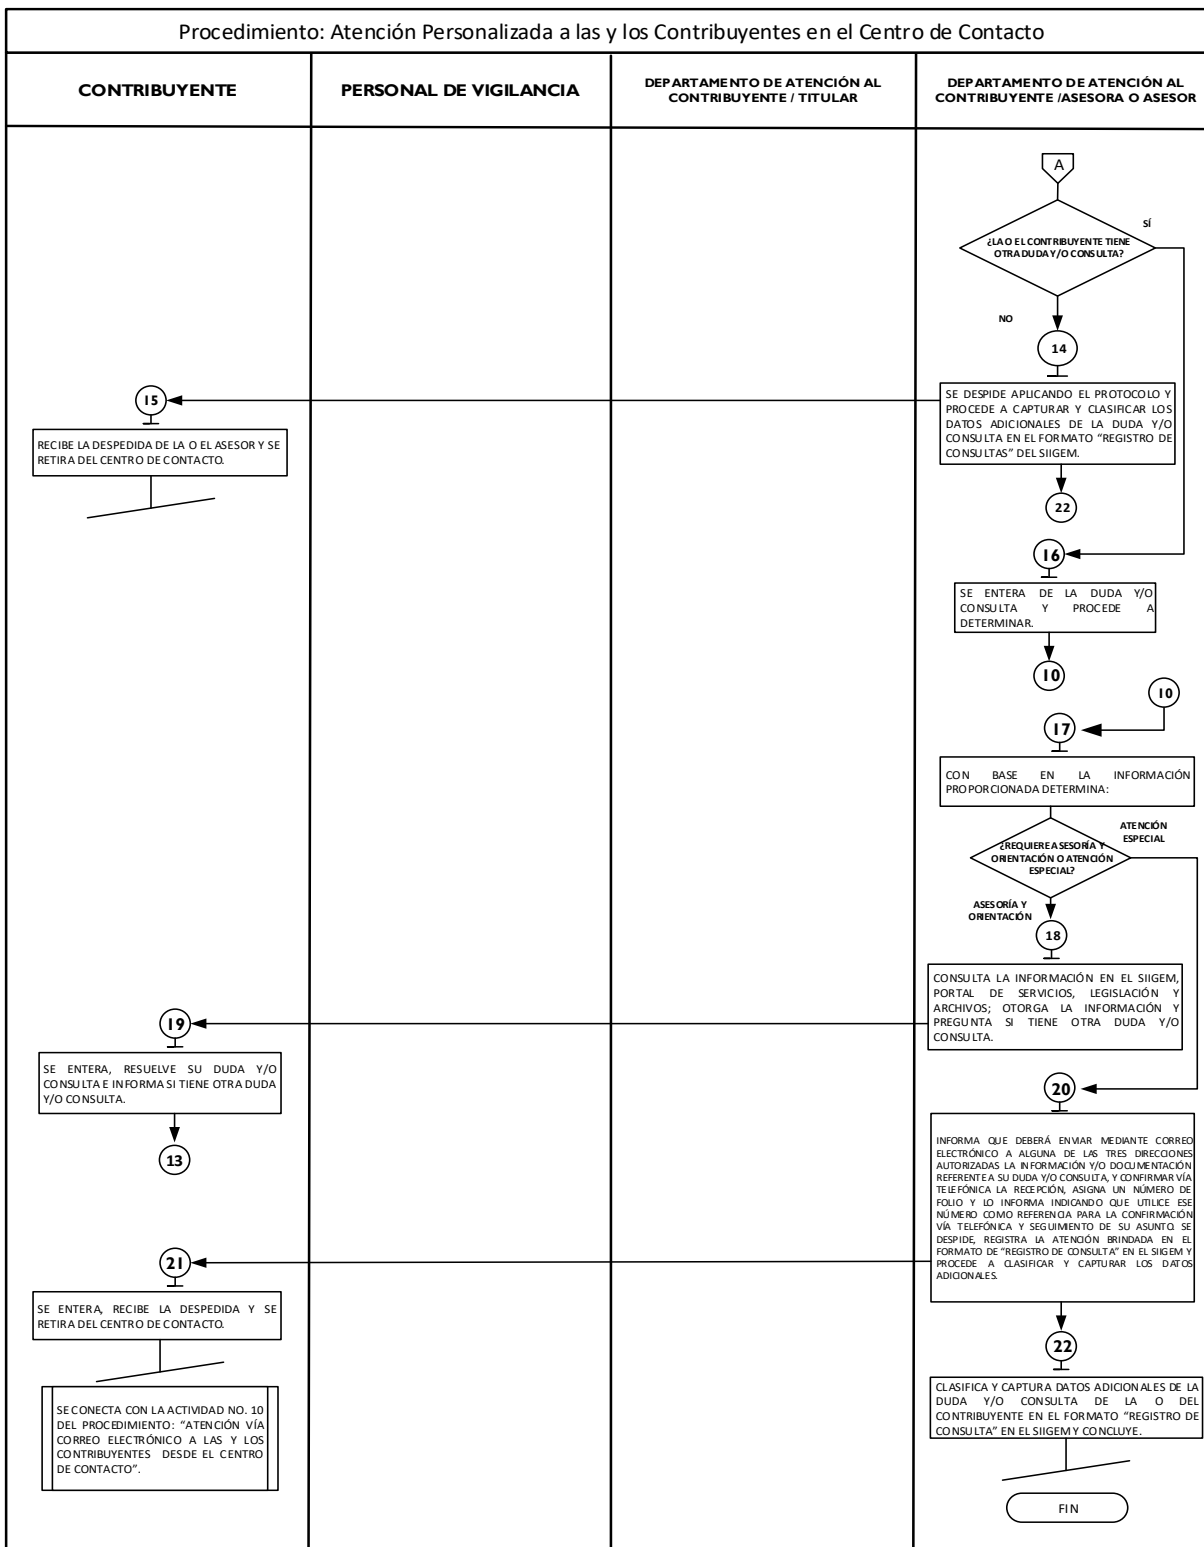 Procedimiento: Atención Personalizada a las y los Contribuyentes en el Centro de Contacto
CONTRIBUYENTE
PERSONAL DE VIGILANCIA
DEPARTAMENTO DE ATENCIÓN AL
CONTRIBUYENTE / TITULAR
DEPARTAMENTO DE ATENCIÓN AL
CONTRIBUYENTE /ASESORA O ASESOR
A
SÍ
¿LA O EL CONTRIBUYENTE TIENE
OTRA DUDA Y/O CONSULTA?
NO
14
SE DESPIDE APLICANDO EL PROTOCOLO Y
PROCEDE A CAPTURAR Y CLASIFICAR LOS
DATOS ADICIONALES DE LA DUDA Y/O
CONSULTA EN EL FORMATO “REGISTRO DE
CONSULTAS” DEL SIIGEM.
15
RECIBE LA DESPEDIDA DE LA O EL ASESOR Y SE
RETIRA DEL CENTRO DE CONTACTO.
22
16
SE ENTERA DE LA DUDA Y/O
CONSULTA Y PROCEDE A
DETERMINAR.
10
10
17
CON BASE EN LA INFORMACIÓN
PROPORCIONADA DETERMINA:
ATENCIÓN
ESPECIAL
¿REQUIERE ASESORÍA Y
ORIENTACIÓN O ATENCIÓN
ESPECIAL?
ASESORÍA Y
ORIENTACIÓN
18
CONSULTA LA INFORMACIÓN EN EL SIIGEM,
PORTAL DE SERVICIOS, LEGISLACIÓN Y
ARCHIVOS; OTORGA LA INFORMACIÓN Y
PREGUNTA SI TIENE OTRA DUDA Y/O
CONSULTA.
19
SE ENTERA, RESUELVE SU DUDA Y/O
CONSULTA E INFORMA SI TIENE OTRA DUDA
Y/O CONSULTA.
13
20
INFORMA QUE DEBERÁ ENVIAR MEDIANTE CORREO
ELECTRÓNICO A ALGUNA DE LAS TRES DIRECCIONES
AUTORIZADAS LA INFORMACIÓN Y/O DOCUMENTACIÓN
REFERENTE A SU DUDA Y/O CONSULTA, Y CONFIRMAR VÍA
TELEFÓNICA LA RECEPCIÓN, ASIGNA UN NÚMERO DE
FOLIO Y LO INFORMA INDICANDO QUE UTILICE ESE
NÚMERO COMO REFERENCIA PARA LA CONFIRMACIÓN
VÍA TELEFÓNICA Y SEGUIMIENTO DE SU ASUNTO. SE
DESPIDE, REGISTRA LA ATENCIÓN BRINDADA EN EL
FORMATO DE “REGISTRO DE CONSULTA” EN EL SIIGEM Y
PROCEDE A CLASIFICAR Y CAPTURAR LOS DATOS
ADICIONALES.
21
SE ENTERA, RECIBE LA DESPEDIDA Y SE
RETIRA DEL CENTRO DE CONTACTO.
SE CONECTA CON LA ACTIVIDAD NO. 10
DEL PROCEDIMIENTO: “ATENCIÓN VÍA
CORREO ELECTRÓNICO A LAS Y LOS
CONTRIBUYENTES DESDE EL CENTRO
DE CONTACTO”.
22
CLASIFICA Y CAPTURA DATOS ADICIONALES DE LA
DUDA Y/O CONSULTA DE LA O DEL
CONTRIBUYENTE EN EL FORMATO “REGISTRO DE
CONSULTA” EN EL SIIGEM Y CONCLUYE.
FIN